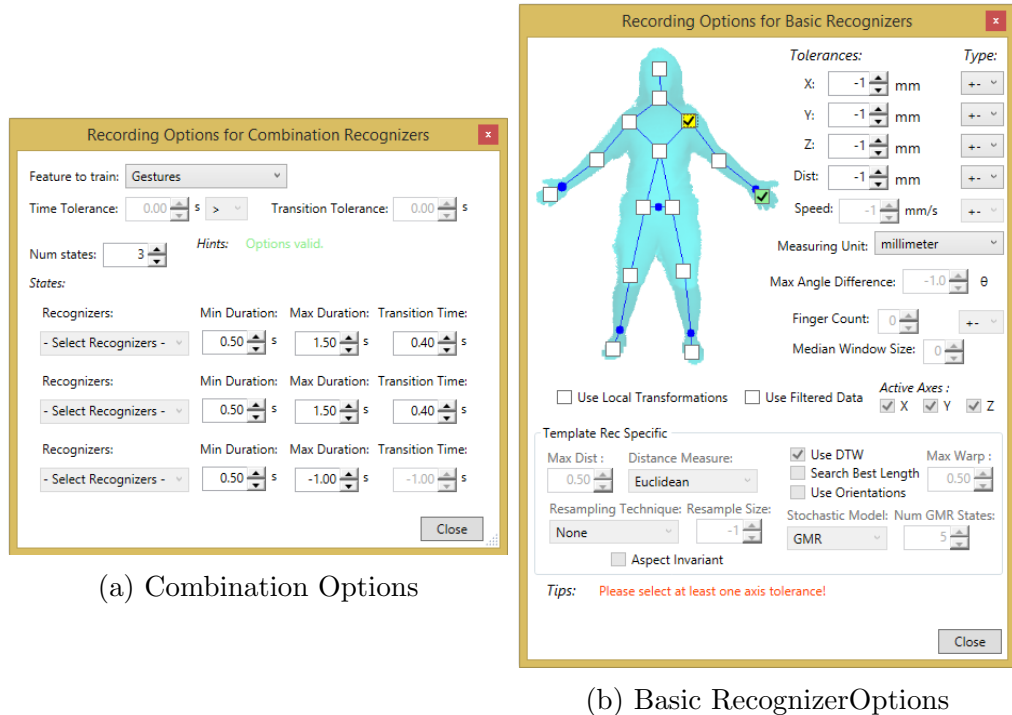 Recording Options for Combination Recognizers
x
Feature to train: Gestures
Time Tolerance: 0.00 s > Transition Tolerance: 0.00 s
Num states: 3 Hints: Options valid.
States:
Recognizers: Min Duration: Max Duration: Transition Time:
- Select Recognizers - 0.50 s 1.50 s 0.40 s
Recognizers: Min Duration: Max Duration: Transition Time:
- Select Recognizers - 0.50 s 1.50 s 0.40 s
Recognizers: Min Duration: Max Duration: Transition Time:
- Select Recognizers - 0.50 s -1.00 s -1.00 s
Close
(a) Combination Options
Recording Options for Basic Recognizers
x
Tolerances: Type:
X: -1 mm +-
Y: -1 mm +-
Z: -1 mm +-
Dist: -1 mm +-
Speed: -1 mm/s +-
Measuring Unit: millimeter
Max Angle Difference: -1.0 θ
Finger Count: 0 +-
Median Window Size: 0
Use Local Transformations Use Filtered Data
Active Axes :
X Y Z
Template Rec Specific
Max Dist : Distance Measure: Use DTW Max Warp :
0.50 Euclidean Search Best Length 0.50
Use Orientations
Resampling Technique: Resample Size: Stochastic Model: Num GMR States:
None -1 GMR 5
Aspect Invariant
Tips: Please select at least one axis tolerance!
Close
(b) Basic RecognizerOptions